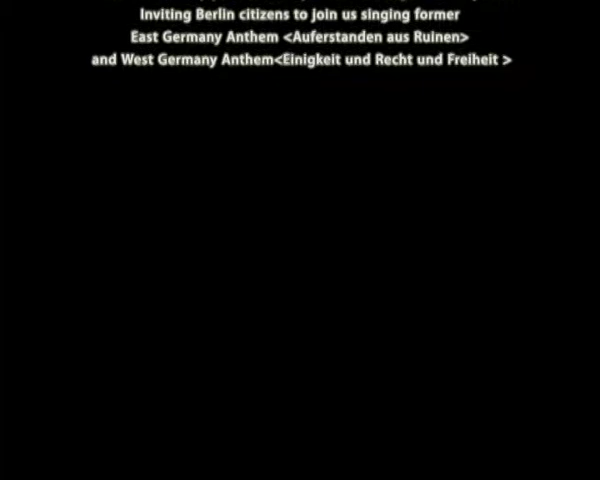 Inviting Berlin citizens to join us singing former
East Germany Anthem <Auferstanden aus Ruinen>
and West Germany Anthem<Einigkeit und Recht und Freiheit >